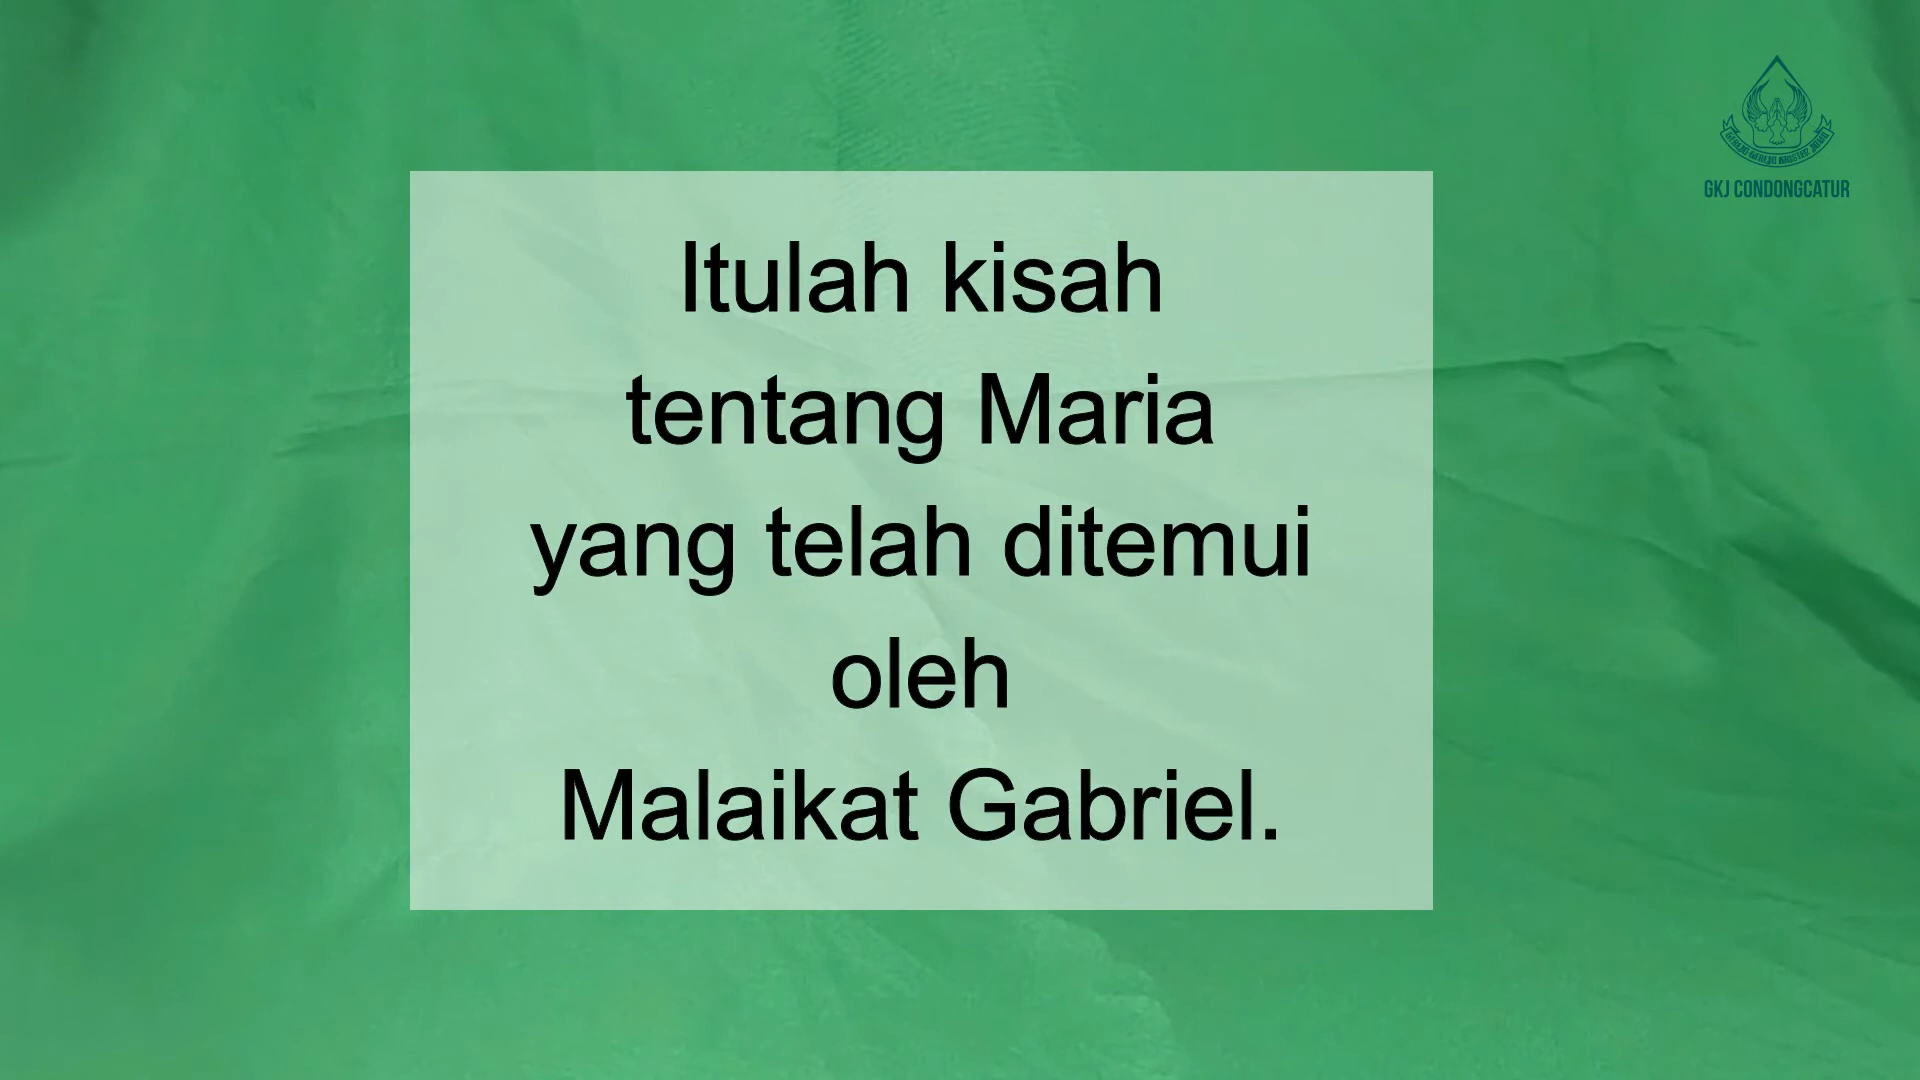 Itulah kisah
tentang Maria
yang telah ditemui
oleh
Malaikat Gabriel.
GKJ CONDONGCATUR